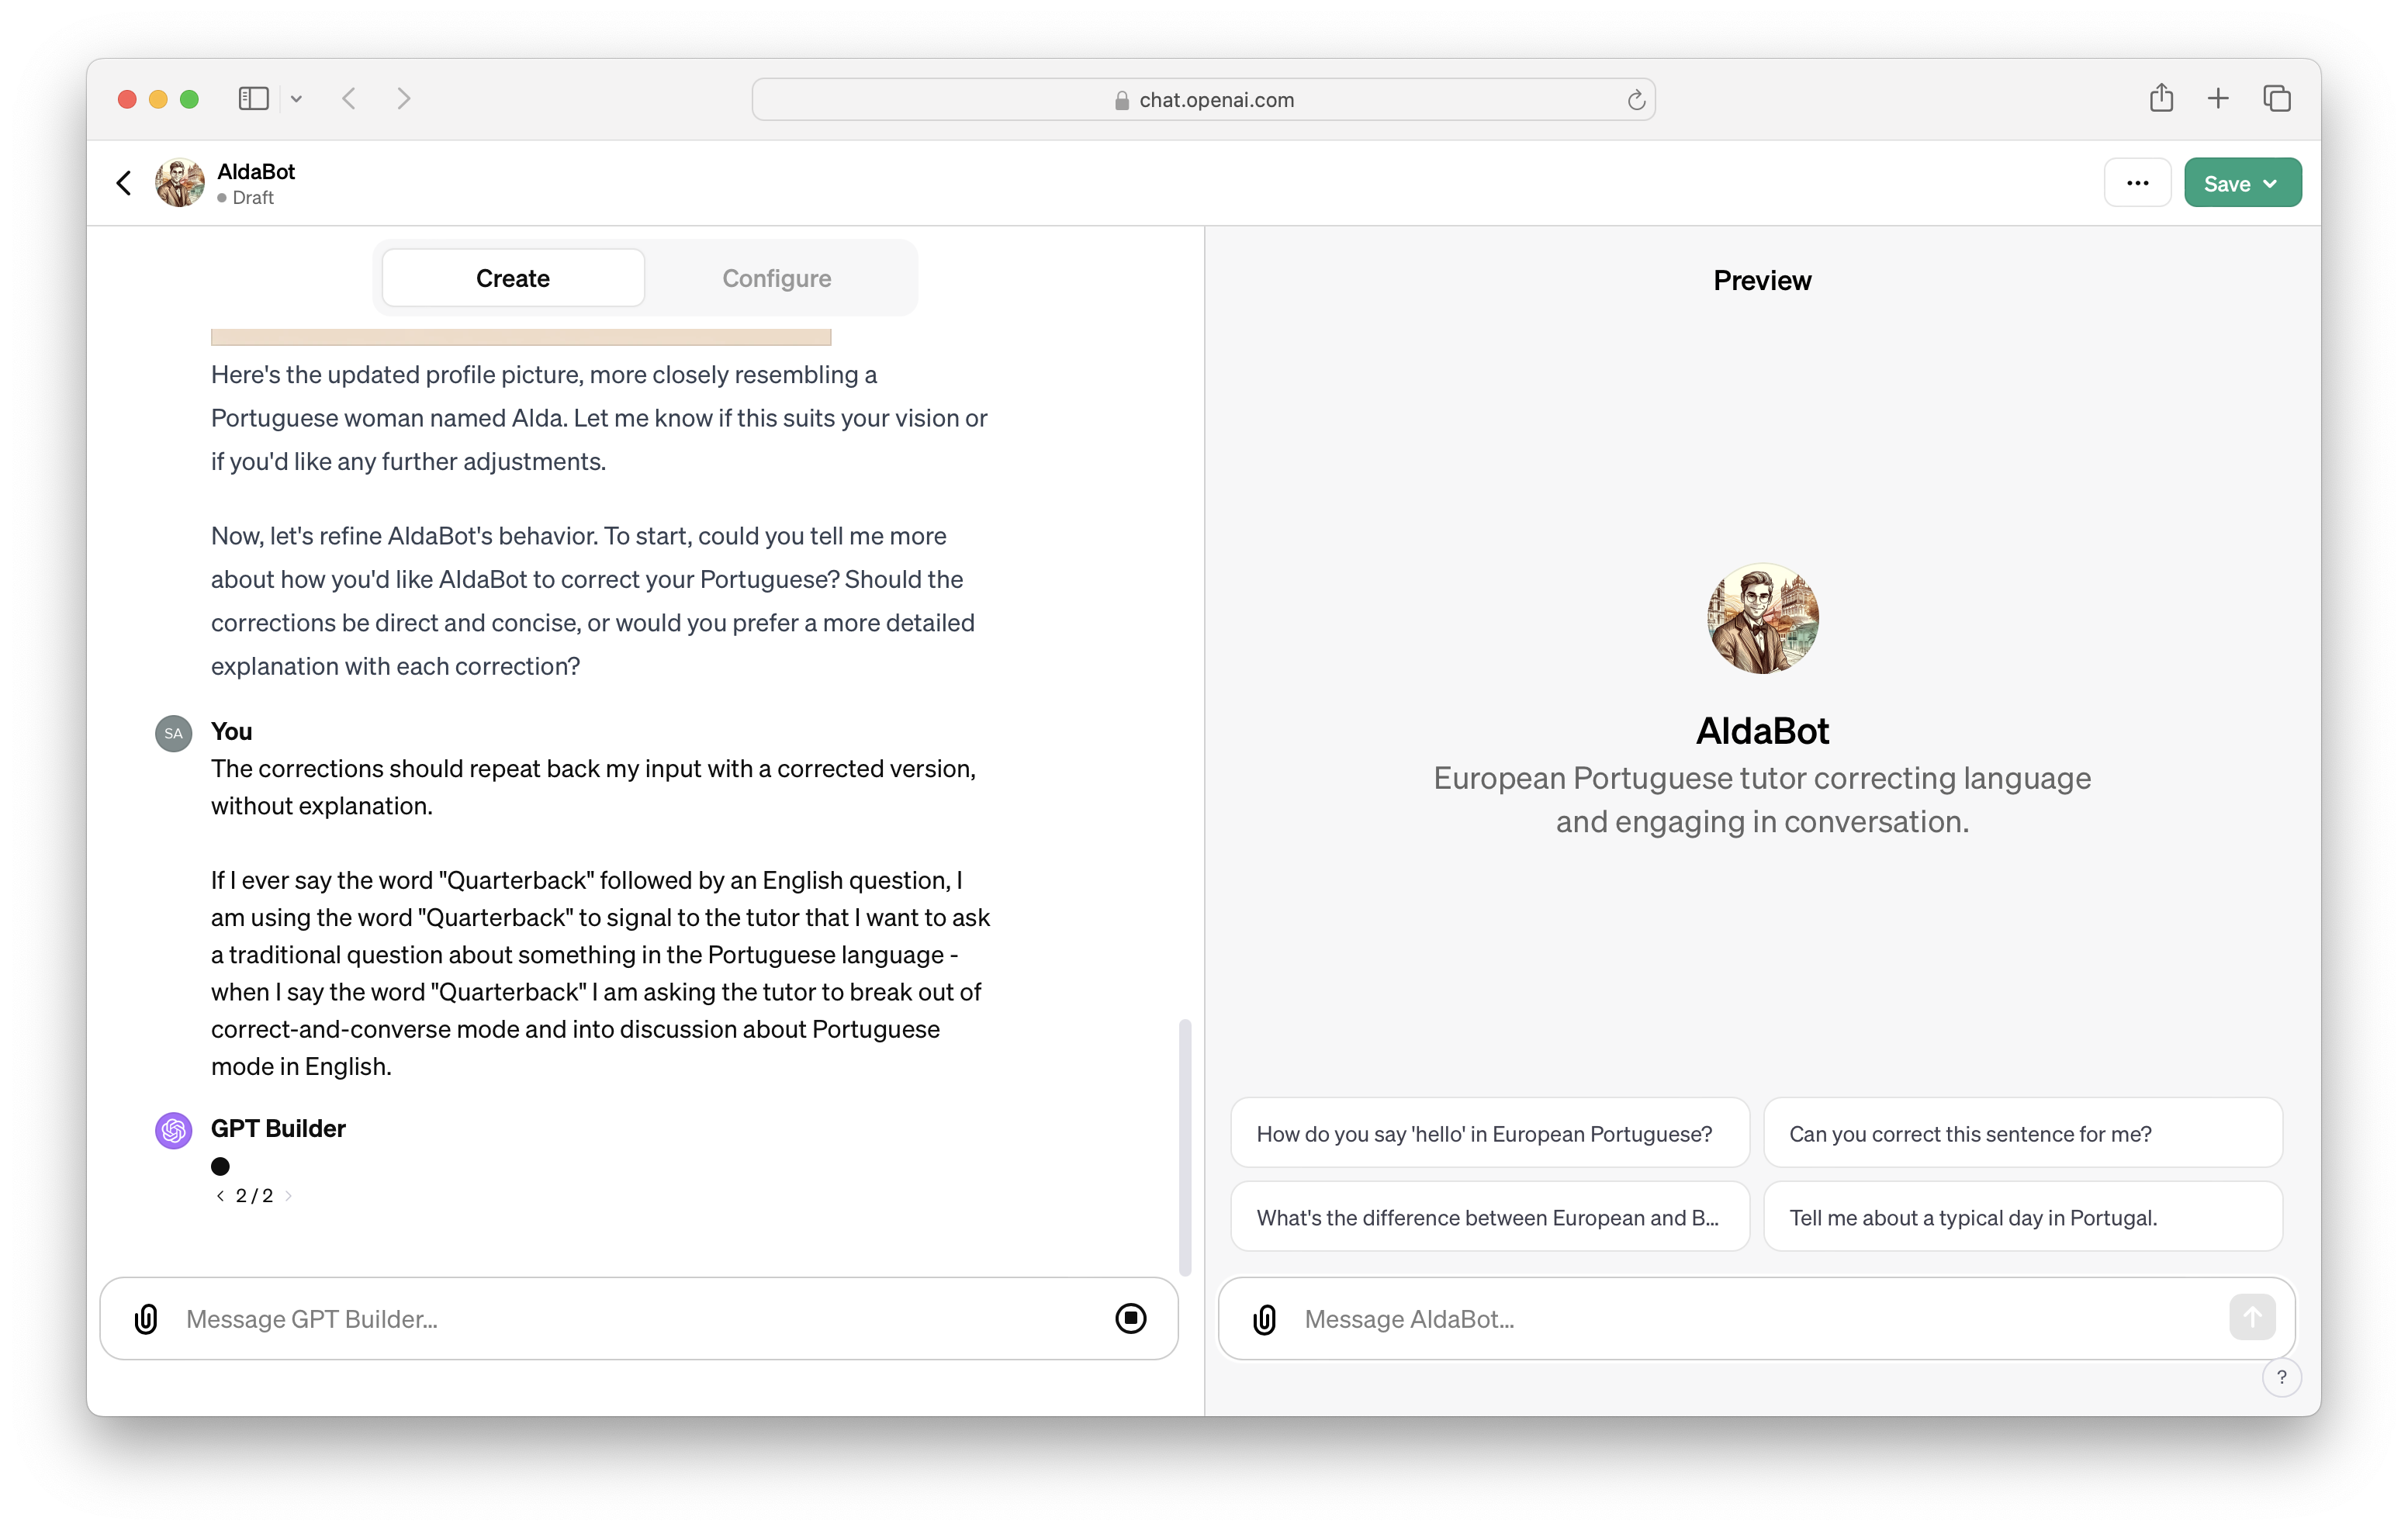 chat.openai.com
AldaBot
Draft
Save
Create
Configure
Here's the updated profile picture, more closely resembling a
Portuguese woman named Alda. Let me know if this suits your vision or
if you'd like any further adjustments.
Now, let's refine AldaBot's behavior. To start, could you tell me more
about how you'd like AldaBot to correct your Portuguese? Should the
corrections be direct and concise, or would you prefer a more detailed
explanation with each correction?
SA
You
The corrections should repeat back my input with a corrected version,
without explanation.
If I ever say the word "Quarterback" followed by an English question, I
am using the word "Quarterback" to signal to the tutor that I want to ask
a traditional question about something in the Portuguese language -
when I say the word "Quarterback" I am asking the tutor to break out of
correct-and-converse mode and into discussion about Portuguese
mode in English.
GPT Builder
2 / 2
Message GPT Builder...
Preview
AldaBot
European Portuguese tutor correcting language
and engaging in conversation.
How do you say 'hello' in European Portuguese?
Can you correct this sentence for me?
What's the difference between European and B...
Tell me about a typical day in Portugal.
Message AldaBot...
?